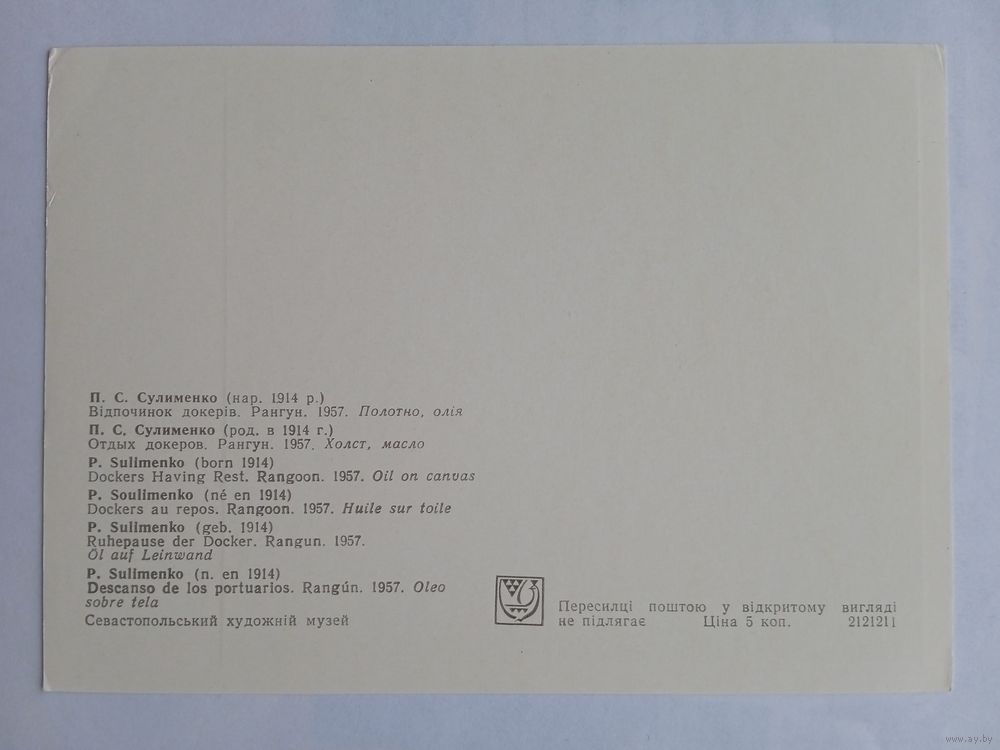 П. С. Сулименко (нар. 1914 р.)
Відпочинок докерів. Рангун. 1957. Полотно, олія
П. С. Сулименко (род. в 1914 г.)
Отдых докеров. Рангун. 1957. Холст, масло
P. Sulimenko (born 1914)
Dockers Having Rest. Rangoon. 1957. Oil on canvas
P. Soulimenko (né en 1914)
Dockers au repos. Rangoon. 1957. Huile sur toile
P. Sulimenko (geb. 1914)
Ruhepause der Docker. Rangun. 1957.
Öl auf Leinwand
P. Sulimenko (n. en 1914)
Descanso de los portuarios. Rangún. 1957. Oleo
sobre tela
Севастопольський художній музей
Пересилці поштою у відкритому вигляді
не підлягає Ціна 5 коп. 2121211
www.ay.by